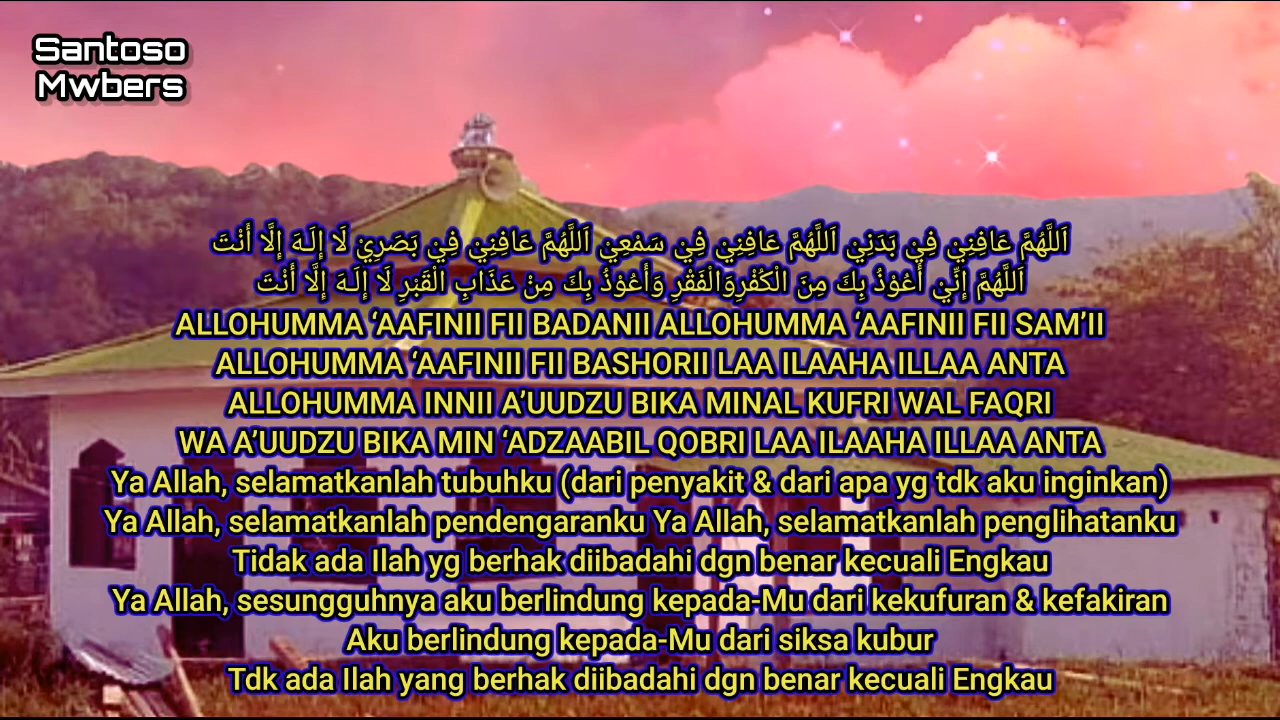 Santoso
Mwbers
اَللَّهُمَّ عَافِنِيْ فِيْ بَدَنِيْ اَللَّهُمَّ عَافِنِيْ فِيْ سَمْعِيْ اَللَّهُمَّ عَافِنِيْ فِيْ بَصَرِيْ لَا إِلَـهَ إِلَّا أَنْتَ
اَللَّهُمَّ إِنِّيْ أَعُوْذُ بِكَ مِنَ الْكُفْرِوَالْفَقْرِ وَأَعُوْذُ بِكَ مِنْ عَذَابِ الْقَبْرِ لَا إِلَـهَ إِلَّا أَنْتَ
ALLOHUMMA ‘AAFINII FII BADANII ALLOHUMMA ‘AAFINII FII SAM’II
ALLOHUMMA ‘AAFINII FII BASHORII LAA ILAAHA ILLAA ANTA
ALLOHUMMA INNII A’UUDZU BIKA MINAL KUFRI WAL FAQRI
WA A’UUDZU BIKA MIN ‘ADZAABIL QOBRI LAA ILAAHA ILLAA ANTA
Ya Allah, selamatkanlah tubuhku (dari penyakit & dari apa yg tdk aku inginkan)
Ya Allah, selamatkanlah pendengaranku Ya Allah, selamatkanlah penglihatanku
Tidak ada Ilah yg berhak diibadahi dgn benar kecuali Engkau
Ya Allah, sesungguhnya aku berlindung kepada-Mu dari kekufuran & kefakiran
Aku berlindung kepada-Mu dari siksa kubur
Tdk ada Ilah yang berhak diibadahi dgn benar kecuali Engkau